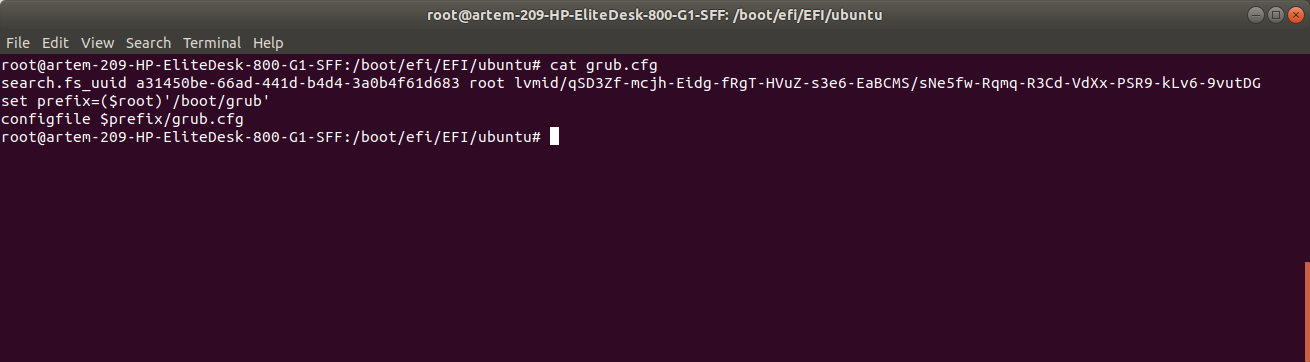 root@artem-209-HP-EliteDesk-800-G1-SFF: /boot/efi/EFI/ubuntu
File Edit View Search Terminal Help
root@artem-209-HP-EliteDesk-800-G1-SFF:/boot/efi/EFI/ubuntu# cat grub.cfg
search.fs_uuid a31450be-66ad-441d-b4d4-3a0b4f61d683 root lvmid/qSD3Zf-mcjh-Eidg-fRgT-HVuZ-s3e6-EaBCMS/sNe5fw-Rqmq-R3Cd-VdXx-PSR9-kLv6-9vutDG
set prefix=($root)'/boot/grub'
configfile $prefix/grub.cfg
root@artem-209-HP-EliteDesk-800-G1-SFF:/boot/efi/EFI/ubuntu#